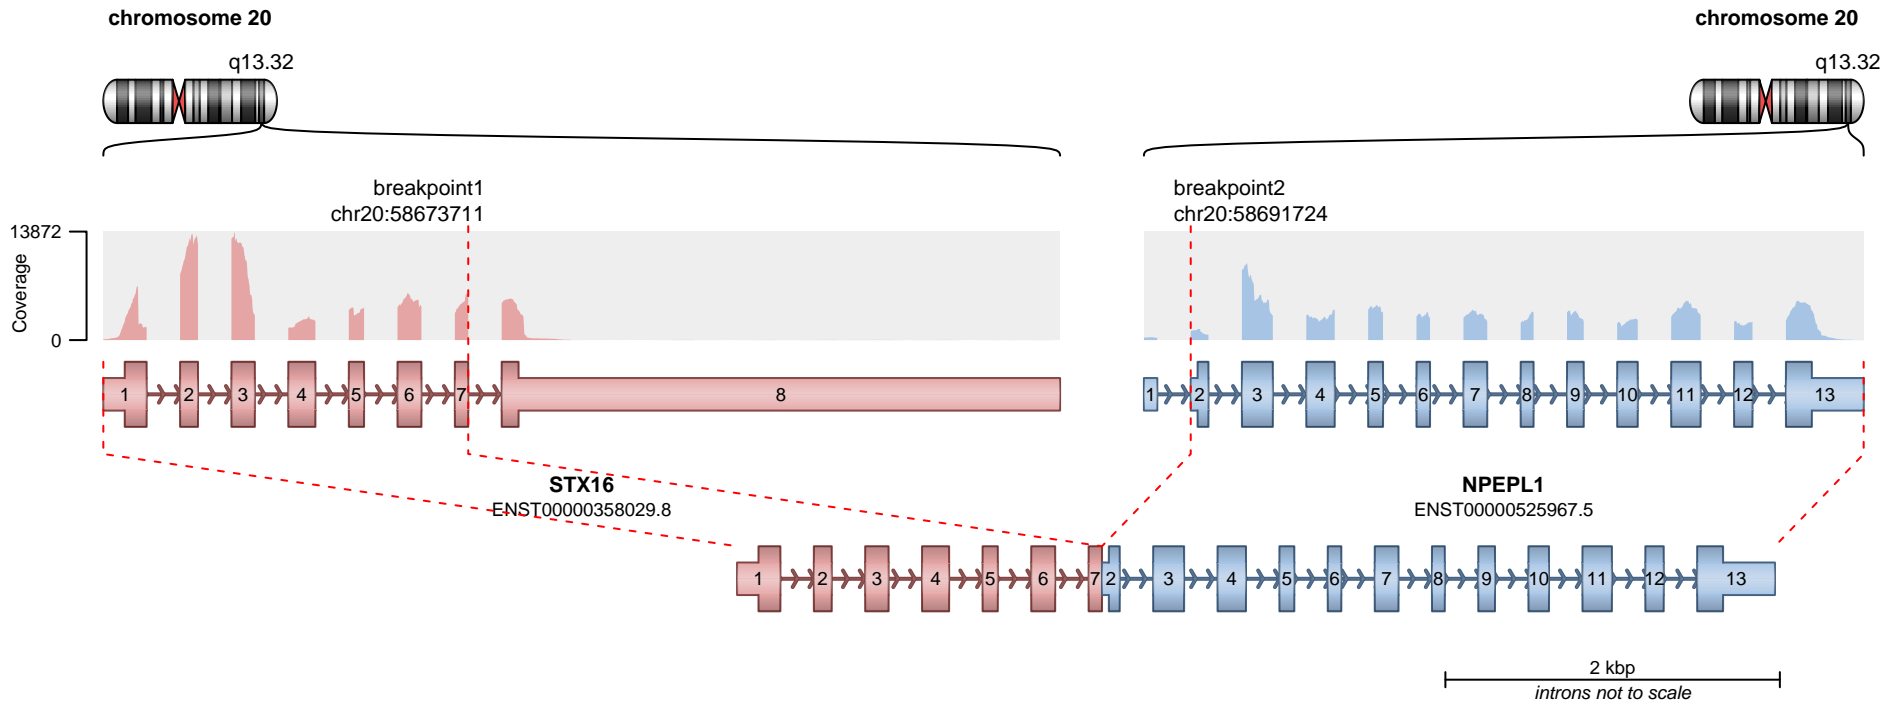 chromosome 20
chromosome 20
q13.32
q13.32
breakpoint1
chr20:58673711
breakpoint2
chr20:58691724
13872
Coverage
0
1 2 3 4 5 6 7 8
1 2 3 4 5 6 7 8 9 10 11 12 13
STX16
ENST00000358029.8
NPEPL1
ENST00000525967.5
1 2 3 4 5 6 7 2 3 4 5 6 7 8 9 10 11 12 13
2 kbp
introns not to scale